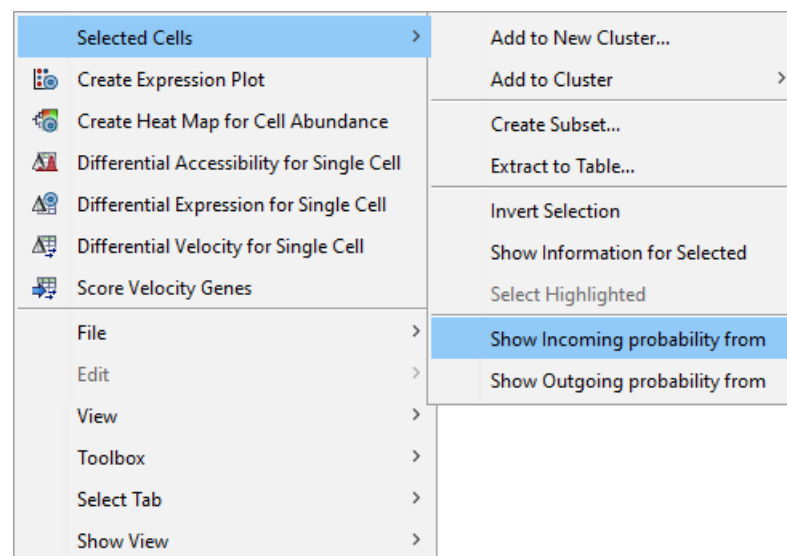 Selected Cells
Create Expression Plot
Create Heat Map for Cell Abundance
Differential Accessibility for Single Cell
Differential Expression for Single Cell
Differential Velocity for Single Cell
Score Velocity Genes
File
Edit
View
Toolbox
Select Tab
Show View
Add to New Cluster...
Add to Cluster
Create Subset...
Extract to Table...
Invert Selection
Show Information for Selected
Select Highlighted
Show Incoming probability from
Show Outgoing probability from